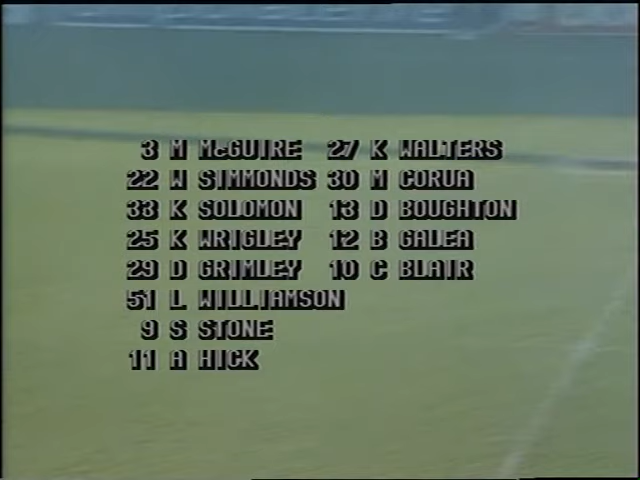 3 M McGUIRE 27 K WALTERS
22 W SIMMONDS 30 M CORUA
33 K SOLOMON 13 D BOUGHTON
25 K WRIGLEY 12 B GALEA
29 D GRIMLEY 10 C BLAIR
51 L WILLIAMSON
9 S STONE
11 A HICK